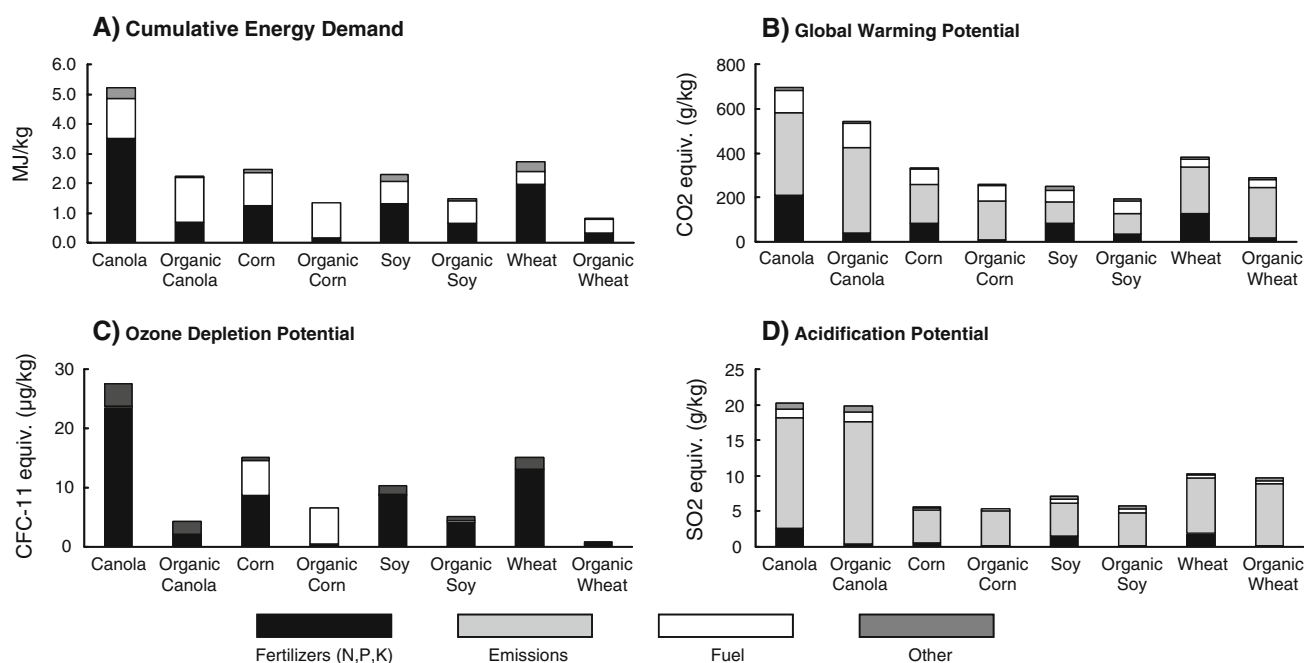 A) Cumulative Energy Demand
MJ/kg
6.0
5.0
4.0
3.0
2.0
1.0
0.0
Canola
Organic
Canola
Corn
Organic
Corn
Soy
Organic
Soy
Wheat
Organic
Wheat
B) Global Warming Potential
CO2 equiv. (g/kg)
800
600
400
200
0
Canola
Organic
Canola
Corn
Organic
Corn
Soy
Organic
Soy
Wheat
Organic
Wheat
C) Ozone Depletion Potential
CFC-11 equiv. (µg/kg)
30
20
10
0
Canola
Organic
Canola
Corn
Organic
Corn
Soy
Organic
Soy
Wheat
Organic
Wheat
D) Acidification Potential
SO2 equiv. (g/kg)
25
20
15
10
5
0
Canola
Organic
Canola
Corn
Organic
Corn
Soy
Organic
Soy
Wheat
Organic
Wheat
Fertilizers (N,P,K)
Emissions
Fuel
Other